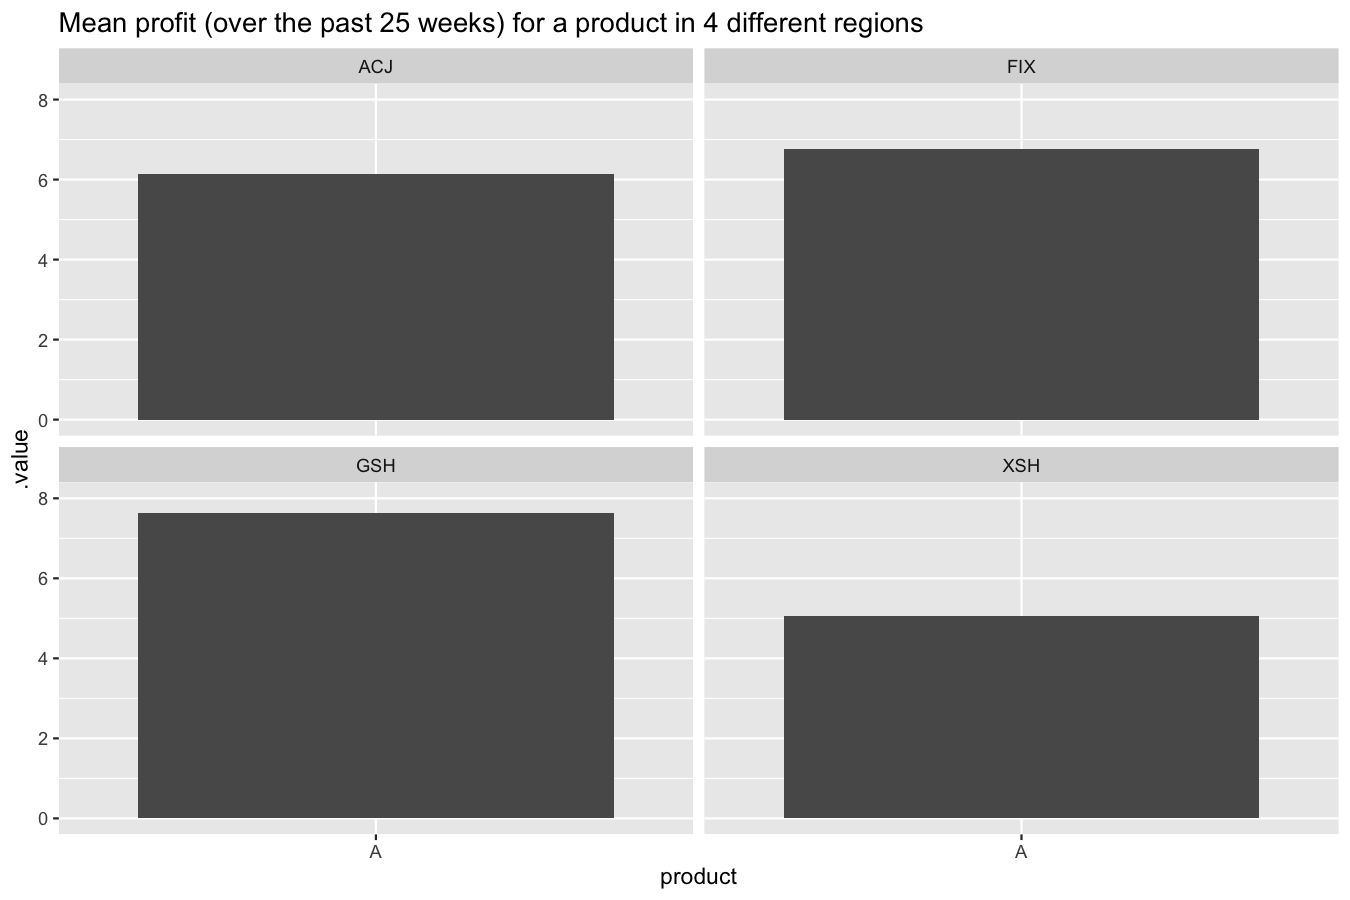 Mean profit (over the past 25 weeks) for a product in 4 different regions
ACJ
FIX
8
6
4
2
0
.value
GSH
XSH
8
6
4
2
0
A
A
product